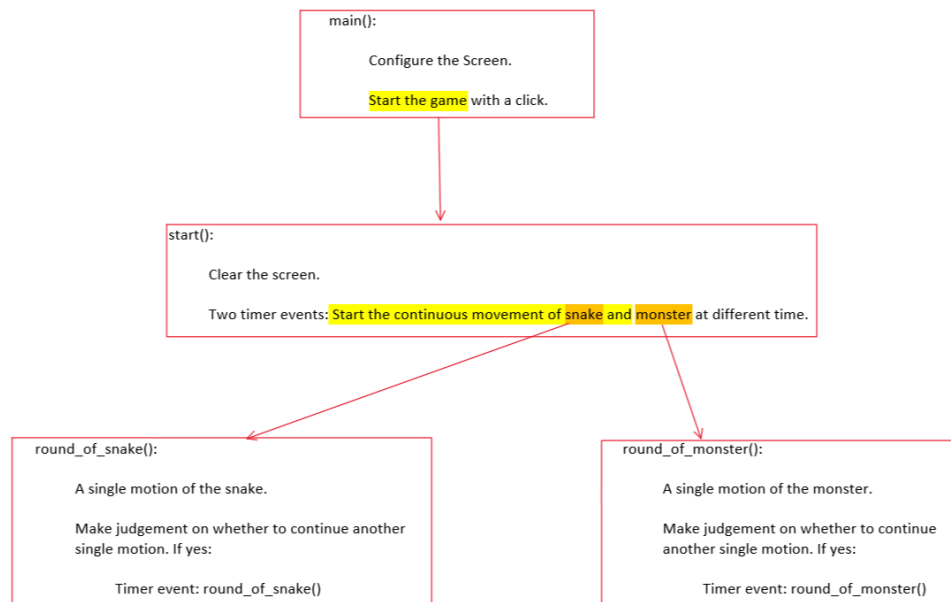 main():
Configure the Screen.
Start the game with a click.
start():
Clear the screen.
Two timer events: Start the continuous movement of snake and monster at different time.
round_of_snake():
A single motion of the snake.
Make judgement on whether to continue another
single motion. If yes:
Timer event: round_of_snake()
round_of_monster():
A single motion of the monster.
Make judgement on whether to continue
another single motion. If yes:
Timer event: round_of_monster()